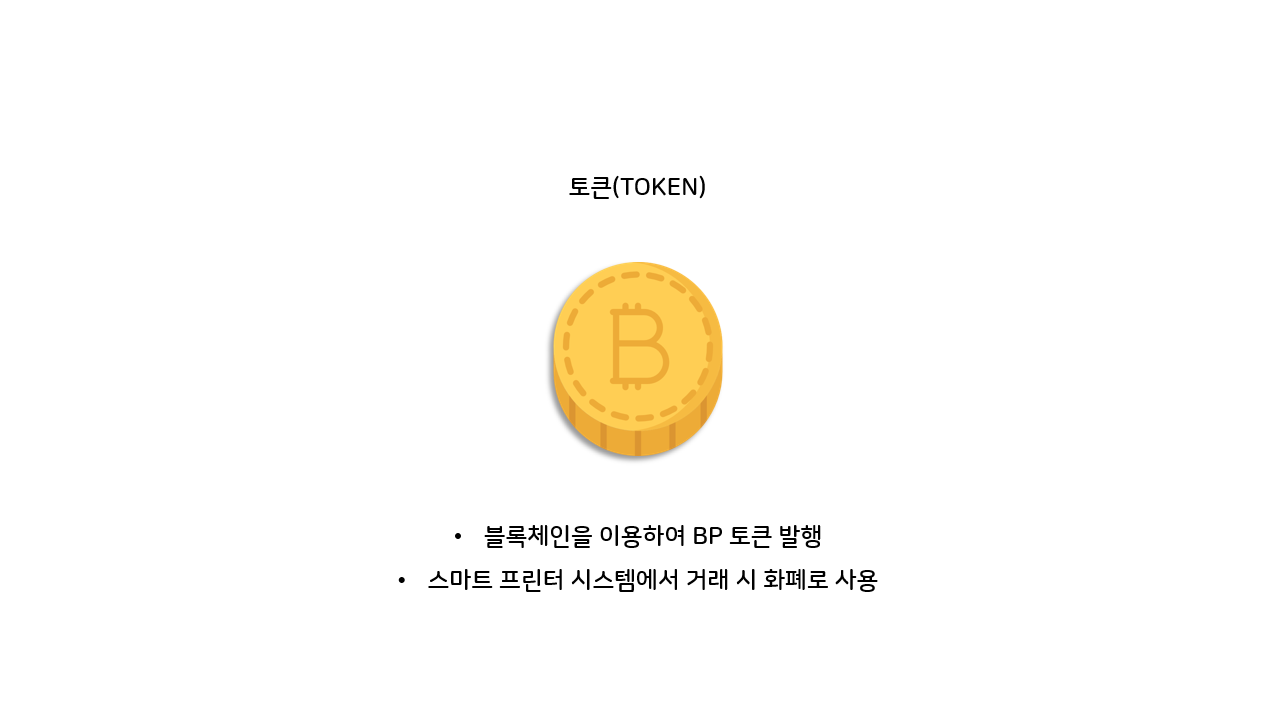 토큰(TOKEN)
B
• 블록체인을 이용하여 BP 토큰 발행
• 스마트 프린터 시스템에서 거래 시 화폐로 사용